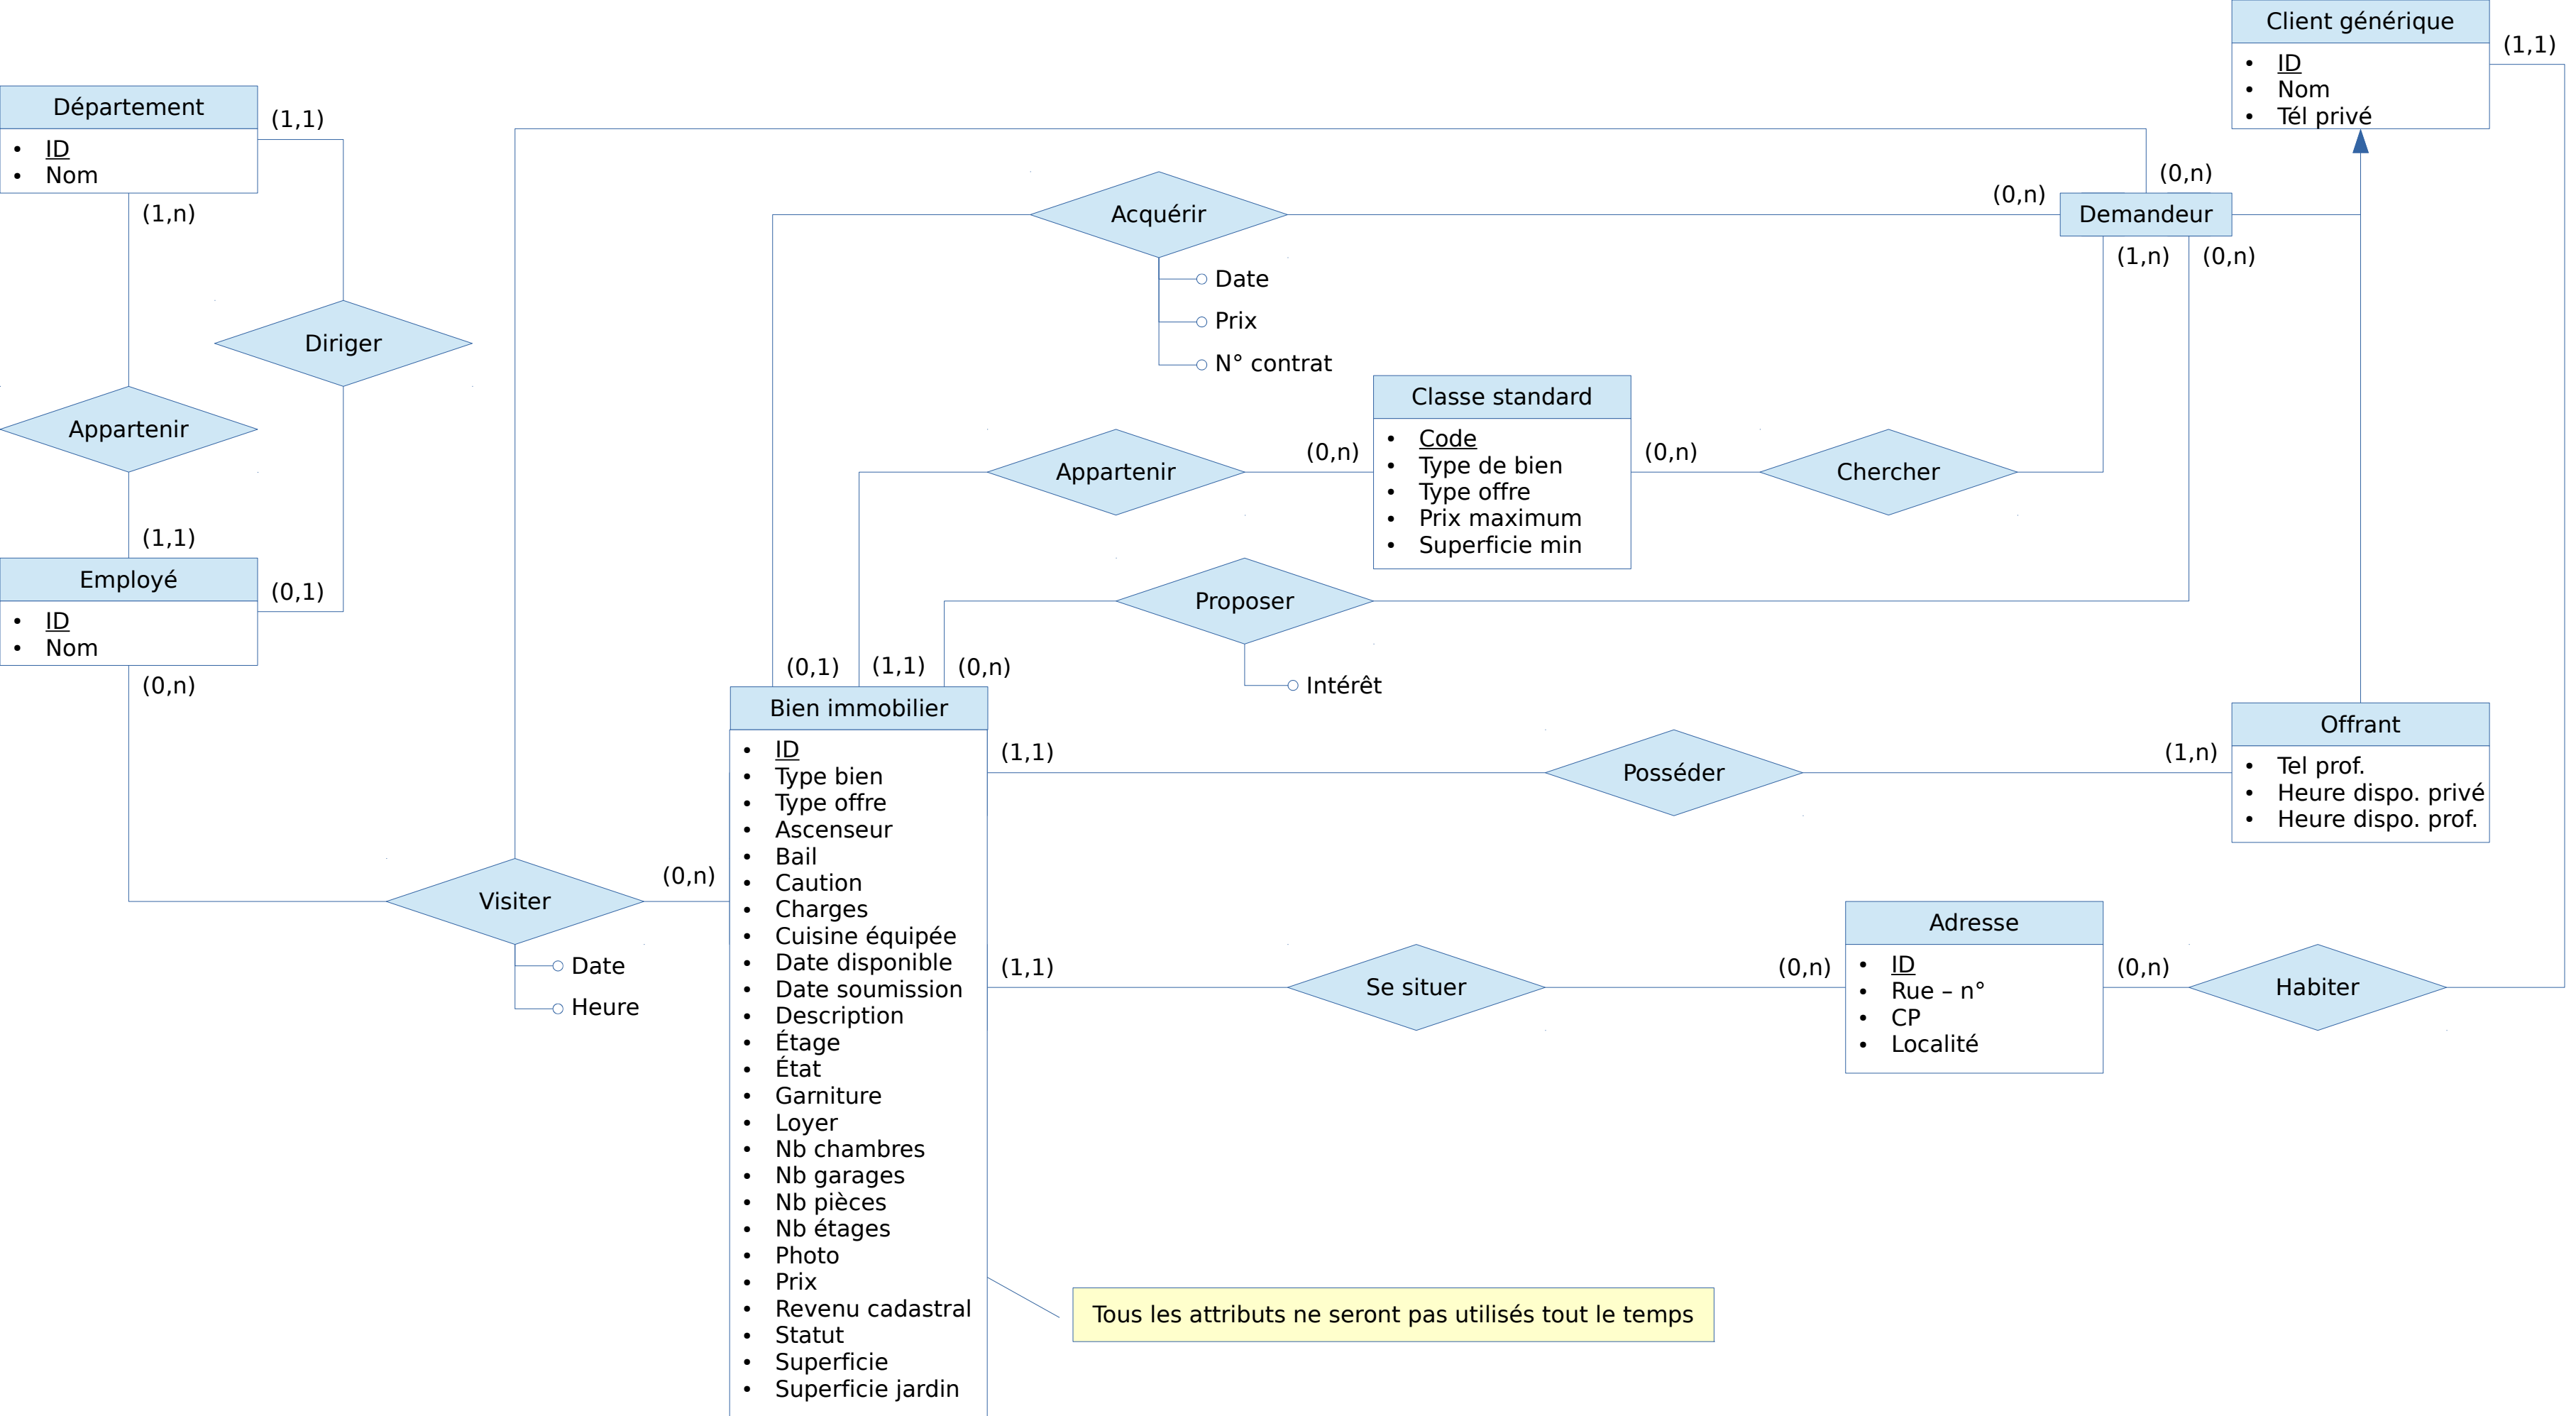 Client générique
(1,1)
• ID
• Nom
• Tél privé
Département
(1,1)
• ID
• Nom
(1,n)
Diriger
Appartenir
(1,1)
Employé
(0,1)
• ID
• Nom
(0,n)
Acquérir
(0,n)
(0,n)
Demandeur
(1,n)
(0,n)
Date
Prix
N° contrat
Classe standard
• Code
• Type de bien
• Type offre
• Prix maximum
• Superficie min
Appartenir
(0,n)
(0,n)
Chercher
Proposer
Intérêt
(0,1)
(1,1)
(0,n)
Bien immobilier
• ID
• Type bien
• Type offre
• Ascenseur
• Bail
• Caution
• Charges
• Cuisine équipée
• Date disponible
• Date soumission
• Description
• Étage
• État
• Garniture
• Loyer
• Nb chambres
• Nb garages
• Nb pièces
• Nb étages
• Photo
• Prix
• Revenu cadastral
• Statut
• Superficie
• Superficie jardin
(1,1)
Posséder
(1,n)
Offrant
• Tel prof.
• Heure dispo. privé
• Heure dispo. prof.
Visiter
(0,n)
Date
Heure
(1,1)
Se situer
(0,n)
Adresse
• ID
• Rue – n°
• CP
• Localité
(0,n)
Habiter
Tous les attributs ne seront pas utilisés tout le temps